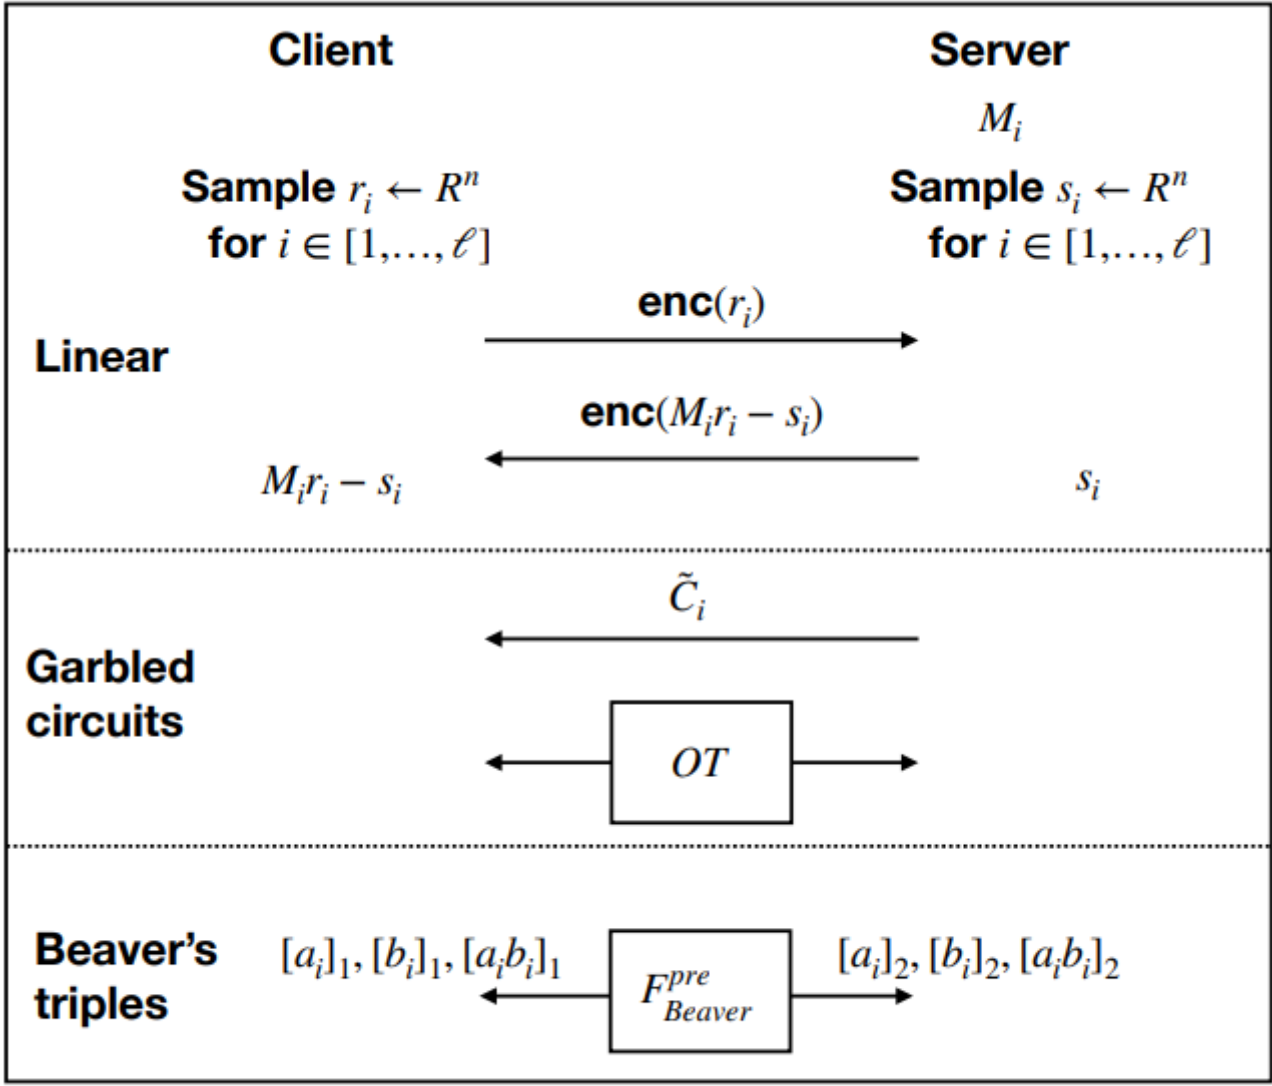 Client
Server
M_i
Sample r_i ← R^n
for i ∈ [1,…,ℓ]
Sample s_i ← R^n
for i ∈ [1,…,ℓ]
enc(r_i)
Linear
enc(M_i r_i − s_i)
M_i r_i − s_i
s_i
C̃_i
Garbled
circuits
OT
Beaver's
triples
[a_i]_1, [b_i]_1, [a_i b_i]_1
F^{pre}_{Beaver}
[a_i]_2, [b_i]_2, [a_i b_i]_2